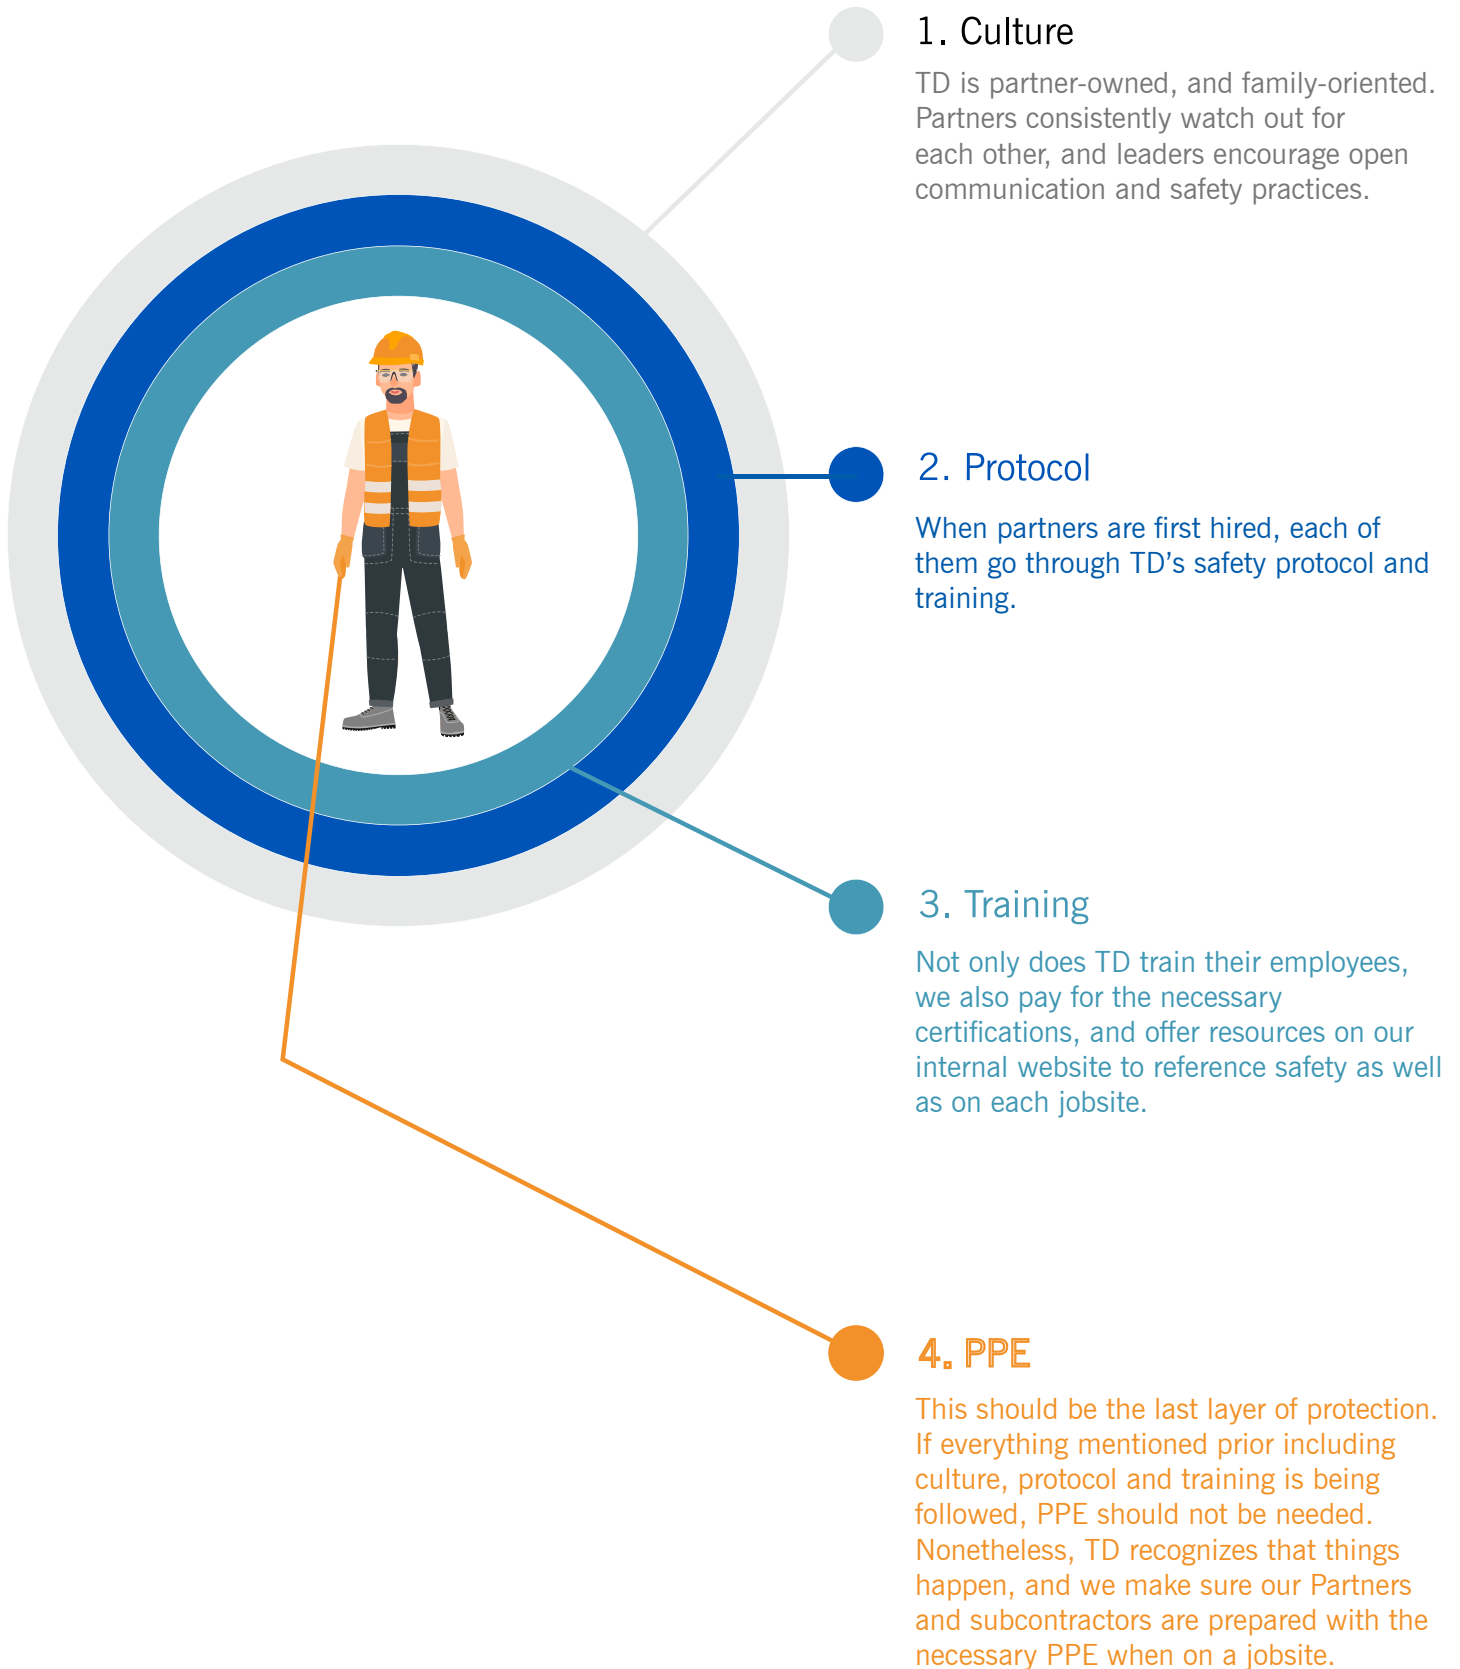 1. Culture
TD is partner-owned, and family-oriented.
Partners consistently watch out for
each other, and leaders encourage open
communication and safety practices.
2. Protocol
When partners are first hired, each of
them go through TD’s safety protocol and
training.
3. Training
Not only does TD train their employees,
we also pay for the necessary
certifications, and offer resources on our
internal website to reference safety as well
as on each jobsite.
4. PPE
This should be the last layer of protection.
If everything mentioned prior including
culture, protocol and training is being
followed, PPE should not be needed.
Nonetheless, TD recognizes that things
happen, and we make sure our Partners
and subcontractors are prepared with the
necessary PPE when on a jobsite.